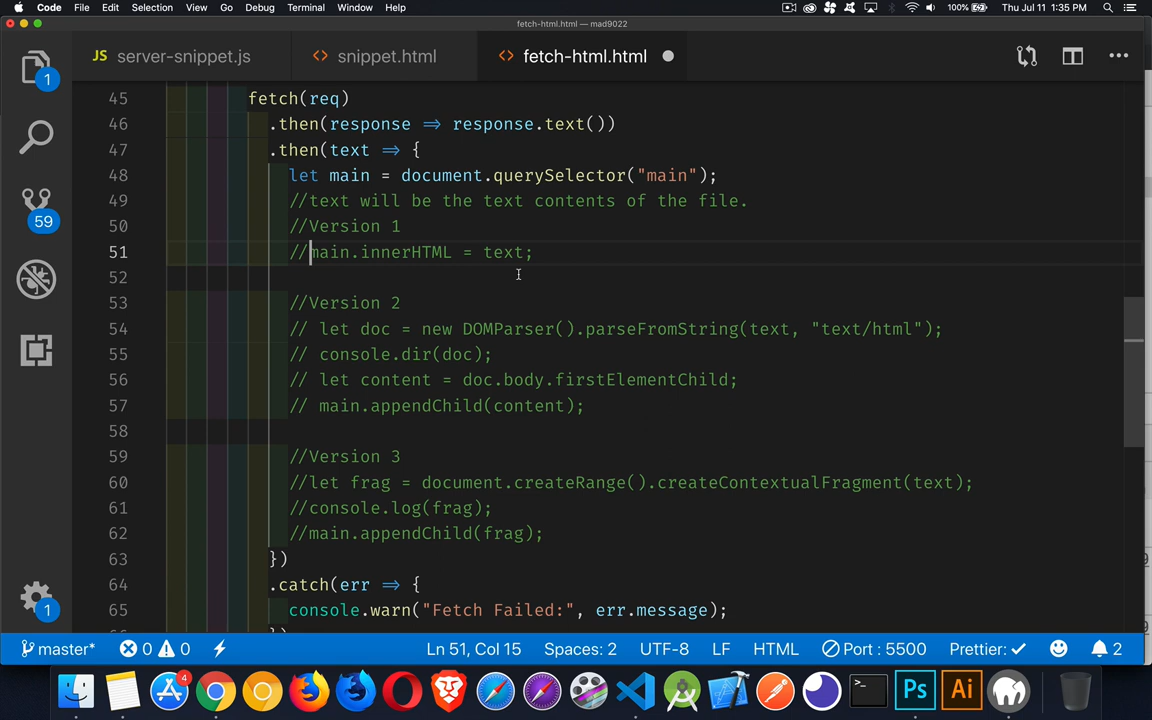 Code File Edit Selection View Go Debug Terminal Window Help 100% Thu Jul 11 1:35 PM
fetch-html.html — mad9022
JS server-snippet.js <> snippet.html <> fetch-html.html
45 fetch(req)
46 .then(response ⇒ response.text())
47 .then(text ⇒ {
48 let main = document.querySelector("main");
49 //text will be the text contents of the file.
50 //Version 1
51 //main.innerHTML = text;
52
53 //Version 2
54 // let doc = new DOMParser().parseFromString(text, "text/html");
55 // console.dir(doc);
56 // let content = doc.body.firstElementChild;
57 // main.appendChild(content);
58
59 //Version 3
60 //let frag = document.createRange().createContextualFragment(text);
61 //console.log(frag);
62 //main.appendChild(frag);
63 })
64 .catch(err ⇒ {
65 console.warn("Fetch Failed:", err.message);
1
59
1
master* 0 0 Ln 51, Col 15 Spaces: 2 UTF-8 LF HTML Port : 5500 Prettier: ✓ 2
4 >_ Ps Ai